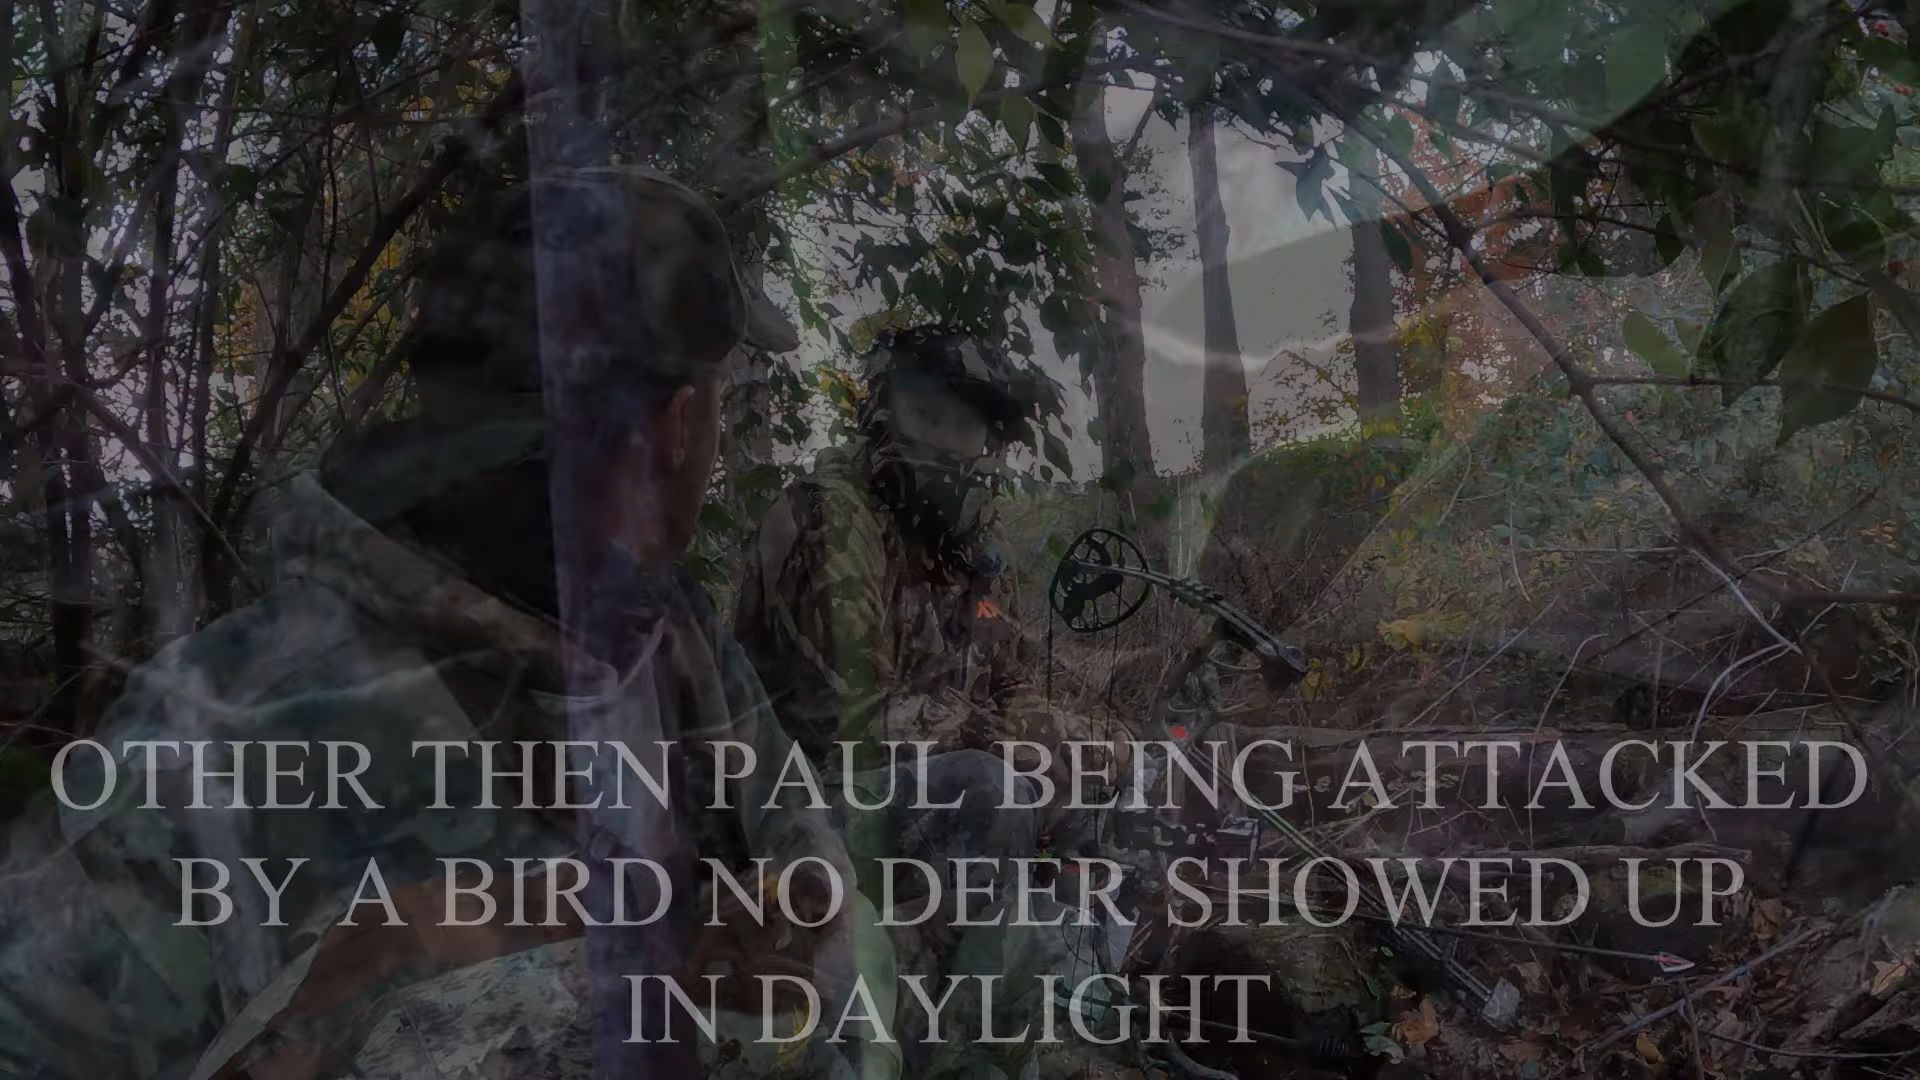 OTHER THEN PAUL BEING ATTACKED
BY A BIRD NO DEER SHOWED UP
IN DAYLIGHT